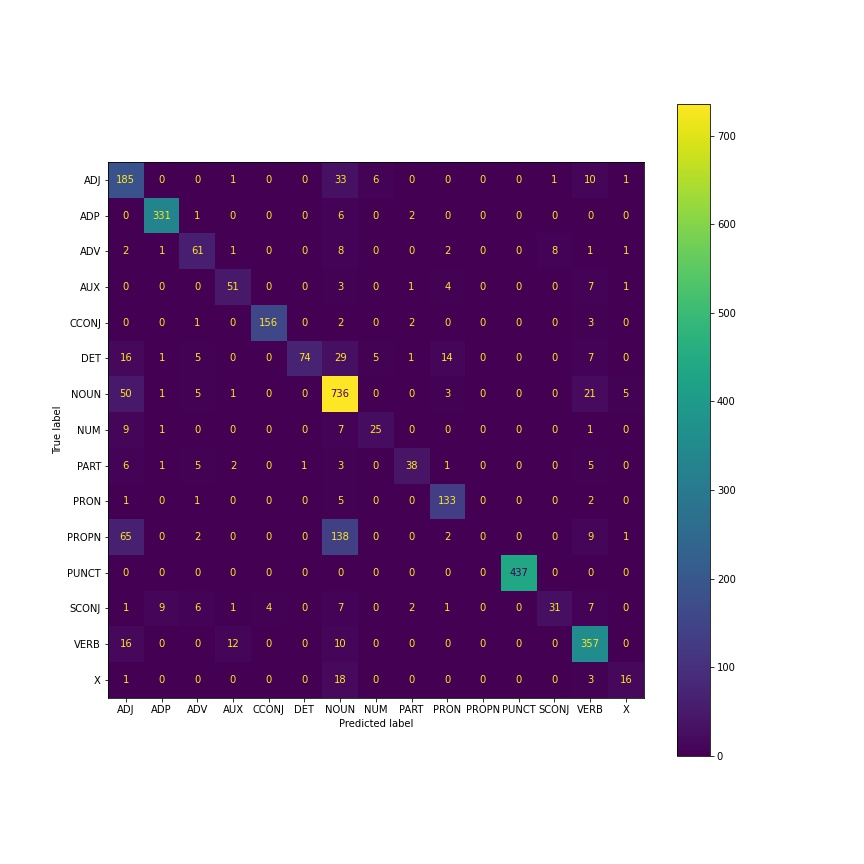 700
600
500
400
300
200
100
0
True label
ADJ 185 0 0 1 0 0 33 6 0 0 0 0 1 10 1
ADP 0 331 1 0 0 0 6 0 2 0 0 0 0 0 0
ADV 2 1 61 1 0 0 8 0 0 2 0 0 8 1 1
AUX 0 0 0 51 0 0 3 0 1 4 0 0 0 7 1
CCONJ 0 0 1 0 156 0 2 0 2 0 0 0 0 3 0
DET 16 1 5 0 0 74 29 5 1 14 0 0 0 7 0
NOUN 50 1 5 1 0 0 736 0 0 3 0 0 0 21 5
NUM 9 1 0 0 0 0 7 25 0 0 0 0 0 1 0
PART 6 1 5 2 0 1 3 0 38 1 0 0 0 5 0
PRON 1 0 1 0 0 0 5 0 0 133 0 0 0 2 0
PROPN 65 0 2 0 0 0 138 0 0 2 0 0 0 9 1
PUNCT 0 0 0 0 0 0 0 0 0 0 0 437 0 0 0
SCONJ 1 9 6 1 4 0 7 0 2 1 0 0 31 7 0
VERB 16 0 0 12 0 0 10 0 0 0 0 0 0 357 0
X 1 0 0 0 0 0 18 0 0 0 0 0 0 3 16
ADJ ADP ADV AUX CCONJ DET NOUN NUM PART PRON PROPN PUNCT SCONJ VERB X
Predicted label